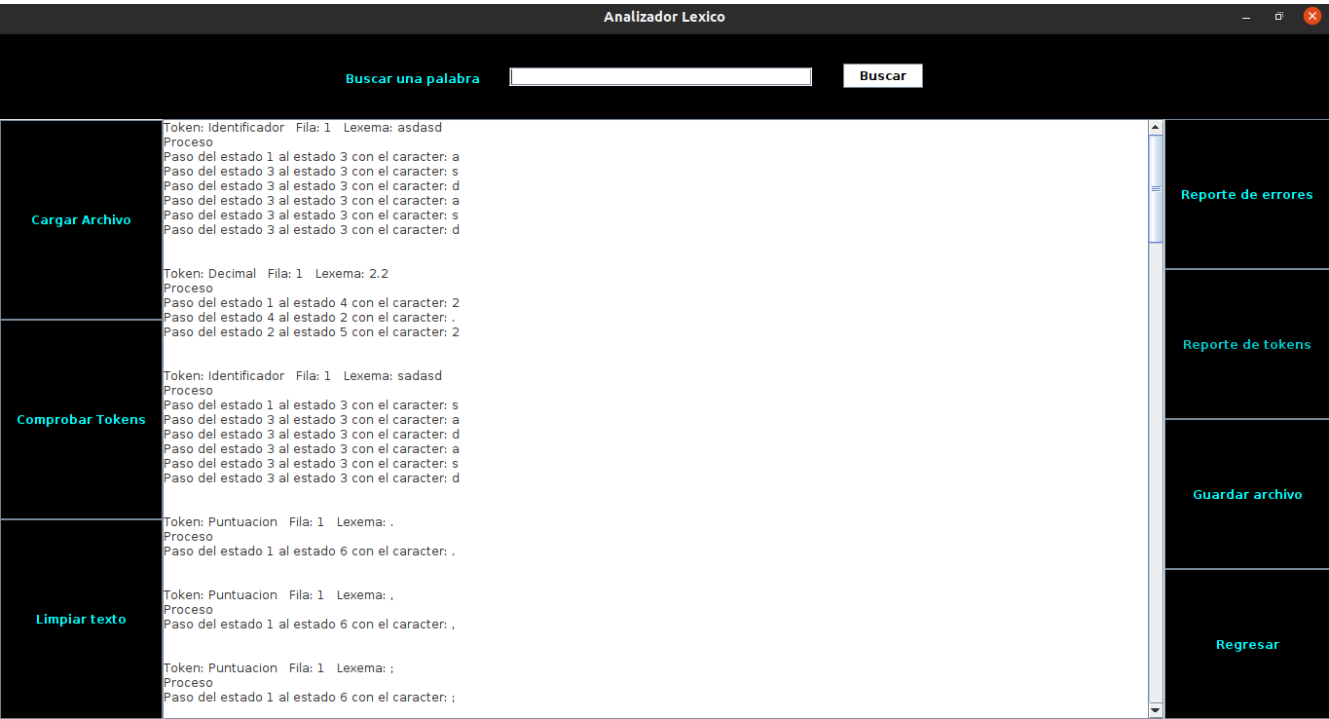 Analizador Lexico
Buscar una palabra
Buscar
Cargar Archivo
Comprobar Tokens
Limpiar texto
Token: Identificador   Fila: 1   Lexema: asdasd
Proceso
Paso del estado 1 al estado 3 con el caracter: a
Paso del estado 3 al estado 3 con el caracter: s
Paso del estado 3 al estado 3 con el caracter: d
Paso del estado 3 al estado 3 con el caracter: a
Paso del estado 3 al estado 3 con el caracter: s
Paso del estado 3 al estado 3 con el caracter: d
Token: Decimal   Fila: 1   Lexema: 2.2
Proceso
Paso del estado 1 al estado 4 con el caracter: 2
Paso del estado 4 al estado 2 con el caracter: .
Paso del estado 2 al estado 5 con el caracter: 2
Token: Identificador   Fila: 1   Lexema: sadasd
Proceso
Paso del estado 1 al estado 3 con el caracter: s
Paso del estado 3 al estado 3 con el caracter: a
Paso del estado 3 al estado 3 con el caracter: d
Paso del estado 3 al estado 3 con el caracter: a
Paso del estado 3 al estado 3 con el caracter: s
Paso del estado 3 al estado 3 con el caracter: d
Token: Puntuacion   Fila: 1   Lexema: .
Proceso
Paso del estado 1 al estado 6 con el caracter: .
Token: Puntuacion   Fila: 1   Lexema: ,
Proceso
Paso del estado 1 al estado 6 con el caracter: ,
Token: Puntuacion   Fila: 1   Lexema: ;
Proceso
Paso del estado 1 al estado 6 con el caracter: ;
Reporte de errores
Reporte de tokens
Guardar archivo
Regresar